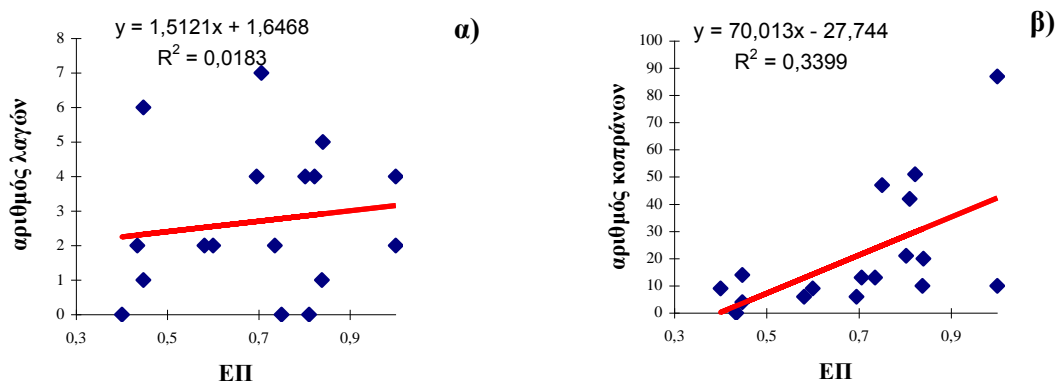 y = 1,5121x + 1,6468
R² = 0,0183
α)
αριθμός λαγών
8
7
6
5
4
3
2
1
0
0,3
0,5
0,7
0,9
ΕΠ
y = 70,013x - 27,744
R² = 0,3399
β)
αριθμός κοπράνων
100
90
80
70
60
50
40
30
20
10
0
0,3
0,5
0,7
0,9
ΕΠ